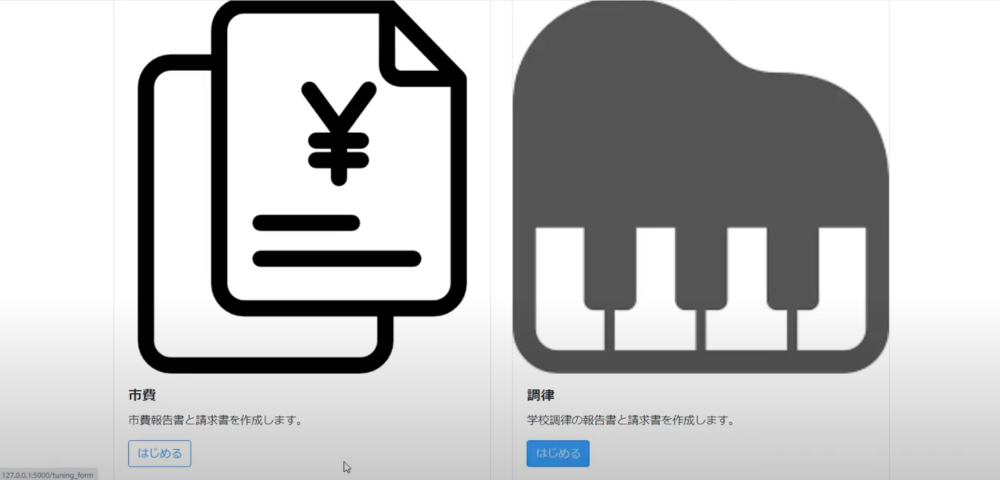 ¥
市費
市費報告書と請求書を作成します。
はじめる
調律
学校調律の報告書と請求書を作成します。
はじめる
127.0.0.1:5000/tuning_form